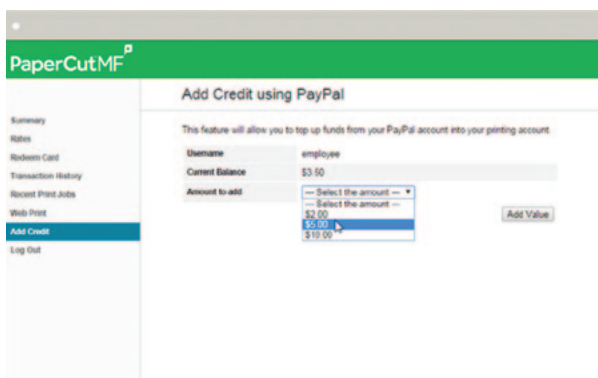 PaperCutMF
Add Credit using PayPal
Summary
Rates
Redeem Card
Transaction History
Recent Print Jobs
Web Print
Add Credit
Log Out
This feature will allow you to top up funds from your PayPal account into your printing account.
Username employee
Current Balance $3.50
Amount to add --- Select the amount ---
--- Select the amount ---
$2.00
$5.00
$10.00
Add Value